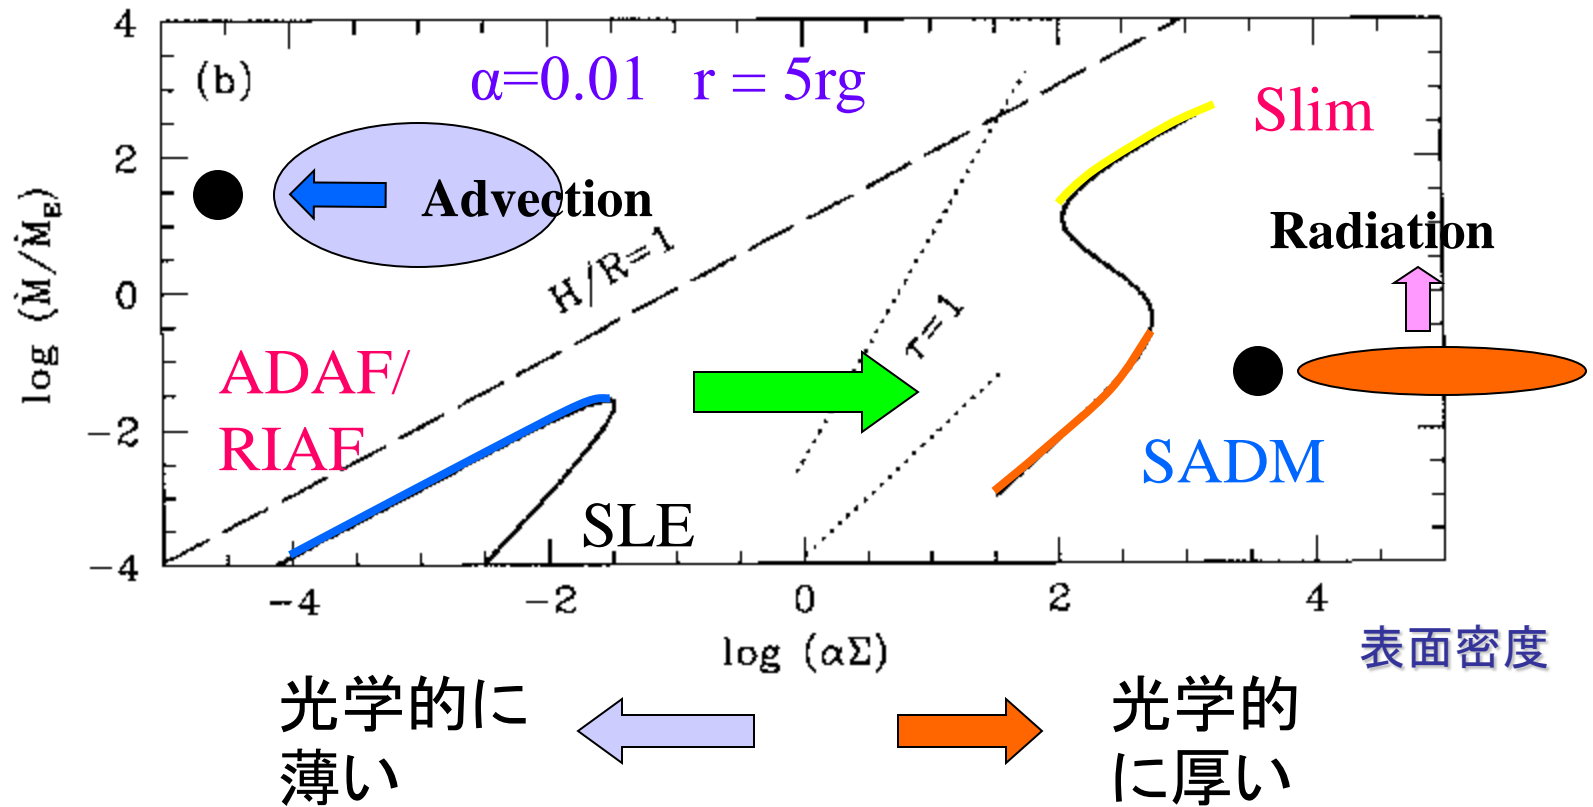 4
(b)
α=0.01 r = 5rg
Slim
2
Advection
Radiation
log (Ṁ/Ṁ_E)
H/R=1
0
τ=1
ADAF/
RIAF
-2
SADM
SLE
-4
-4 -2 0 2 4
log (αΣ)
表面密度
光学的に
薄い
光学的
に厚い